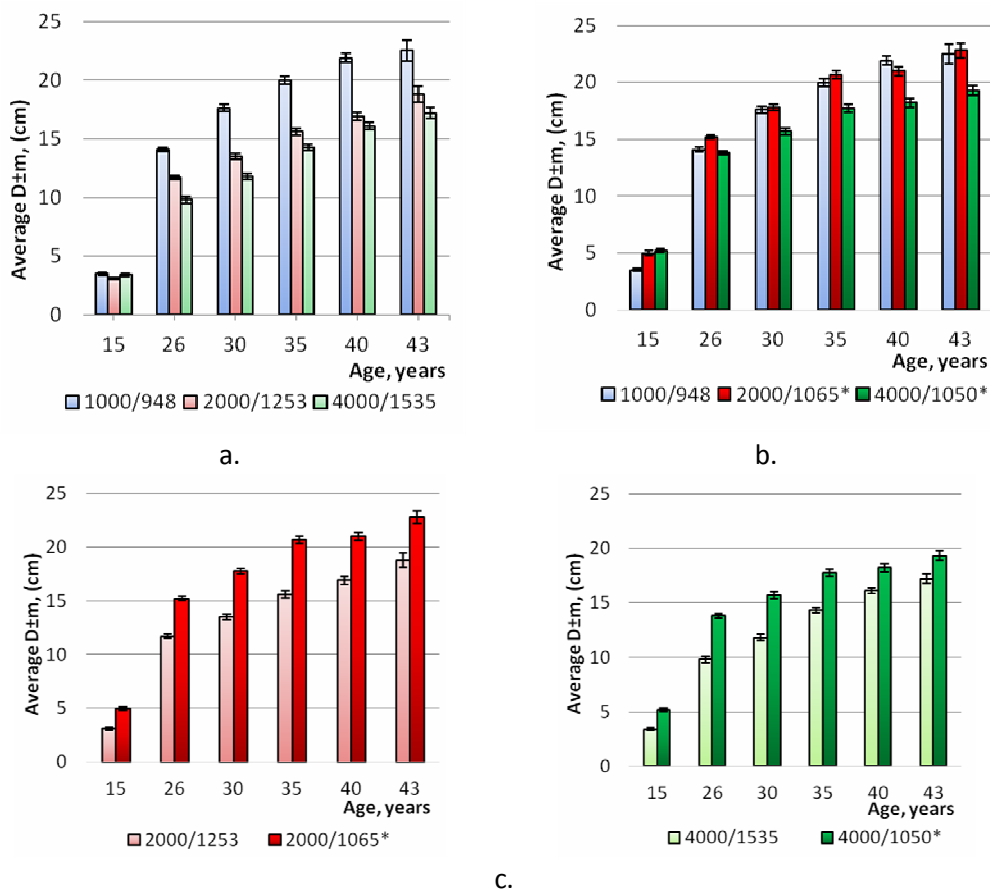 25
20
15
10
5
0
Average D±m, (cm)
15 26 30 35 40 43
Age, years
1000/948 2000/1253 4000/1535
a.
25
20
15
10
5
0
Average D±m, (cm)
15 26 30 35 40 43
Age, years
1000/948 2000/1065* 4000/1050*
b.
25
20
15
10
5
0
Average D±m, (cm)
15 26 30 35 40 43
Age, years
2000/1253 2000/1065*
25
20
15
10
5
0
Average D±m, (cm)
15 26 30 35 40 43
Age, years
4000/1535 4000/1050*
c.